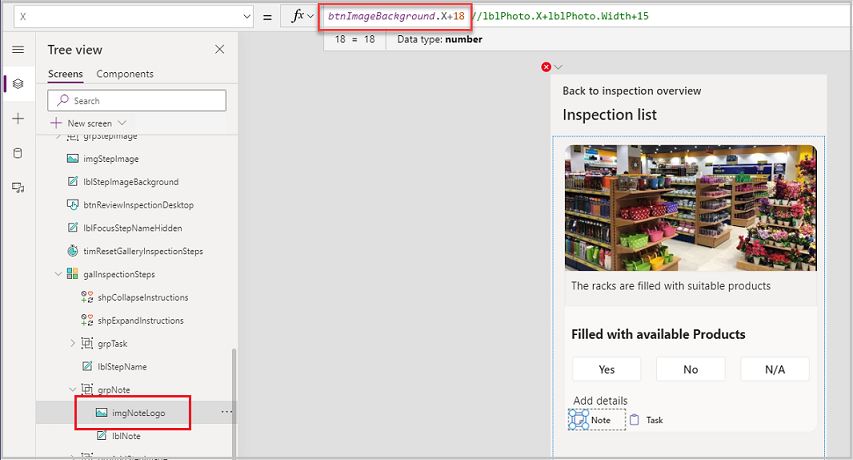 X
=
fx
btnImageBackground.X+18 //lblPhoto.X+lblPhoto.Width+15
18 = 18 Data type: number
Tree view
Screens Components
Search
New screen
grpStepImage
imgStepImage
lblStepImageBackground
btnReviewInspectionDesktop
lblFocusStepNameHidden
timResetGalleryInspectionSteps
galInspectionSteps
shpCollapseInstructions
shpExpandInstructions
grpTask
lblStepName
grpNote
imgNoteLogo
lblNote
Back to inspection overview
Inspection list
The racks are filled with suitable products
Filled with available Products
Yes No N/A
Add details
Note Task